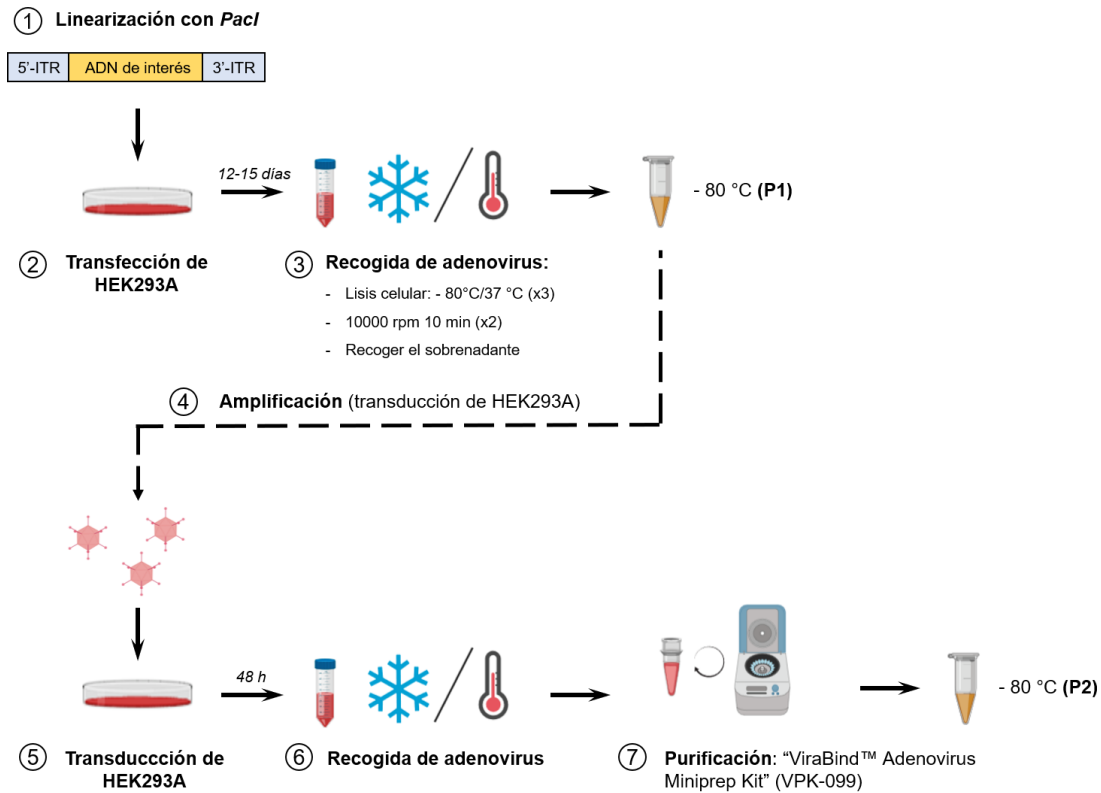 1 Linearización con PacI
5’-ITR ADN de interés 3’-ITR
12-15 días
- 80 °C (P1)
2 Transfección de
HEK293A
3 Recogida de adenovirus:
- Lisis celular: - 80°C/37 °C (x3)
- 10000 rpm 10 min (x2)
- Recoger el sobrenadante
4 Amplificación (transducción de HEK293A)
48 h
- 80 °C (P2)
5 Transduccción de
HEK293A
6 Recogida de adenovirus
7 Purificación: “ViraBind™ Adenovirus
Miniprep Kit” (VPK-099)